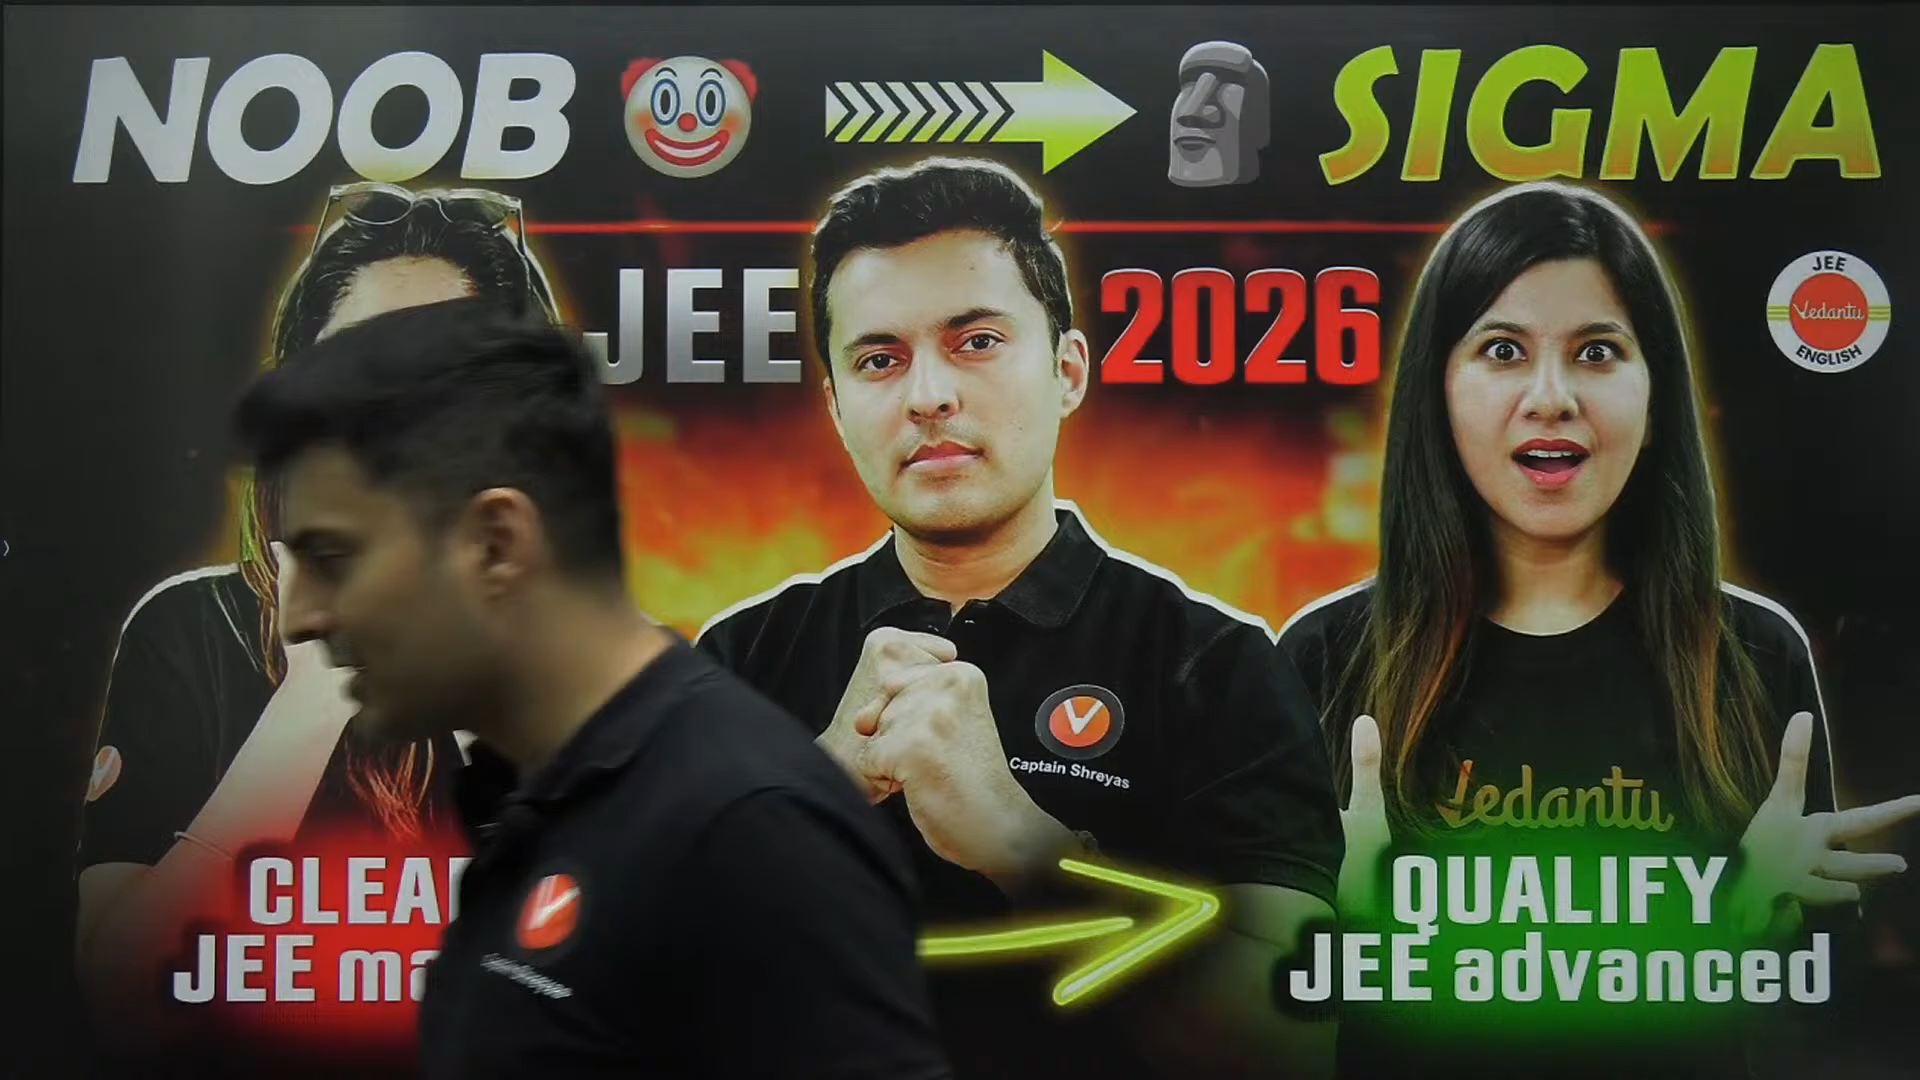 NOOB SIGMA
JEE 2026
JEE
Vedantu
ENGLISH
Captain Shreyas
Vedantu
CLEA
JEE ma
QUALIFY
JEE advanced